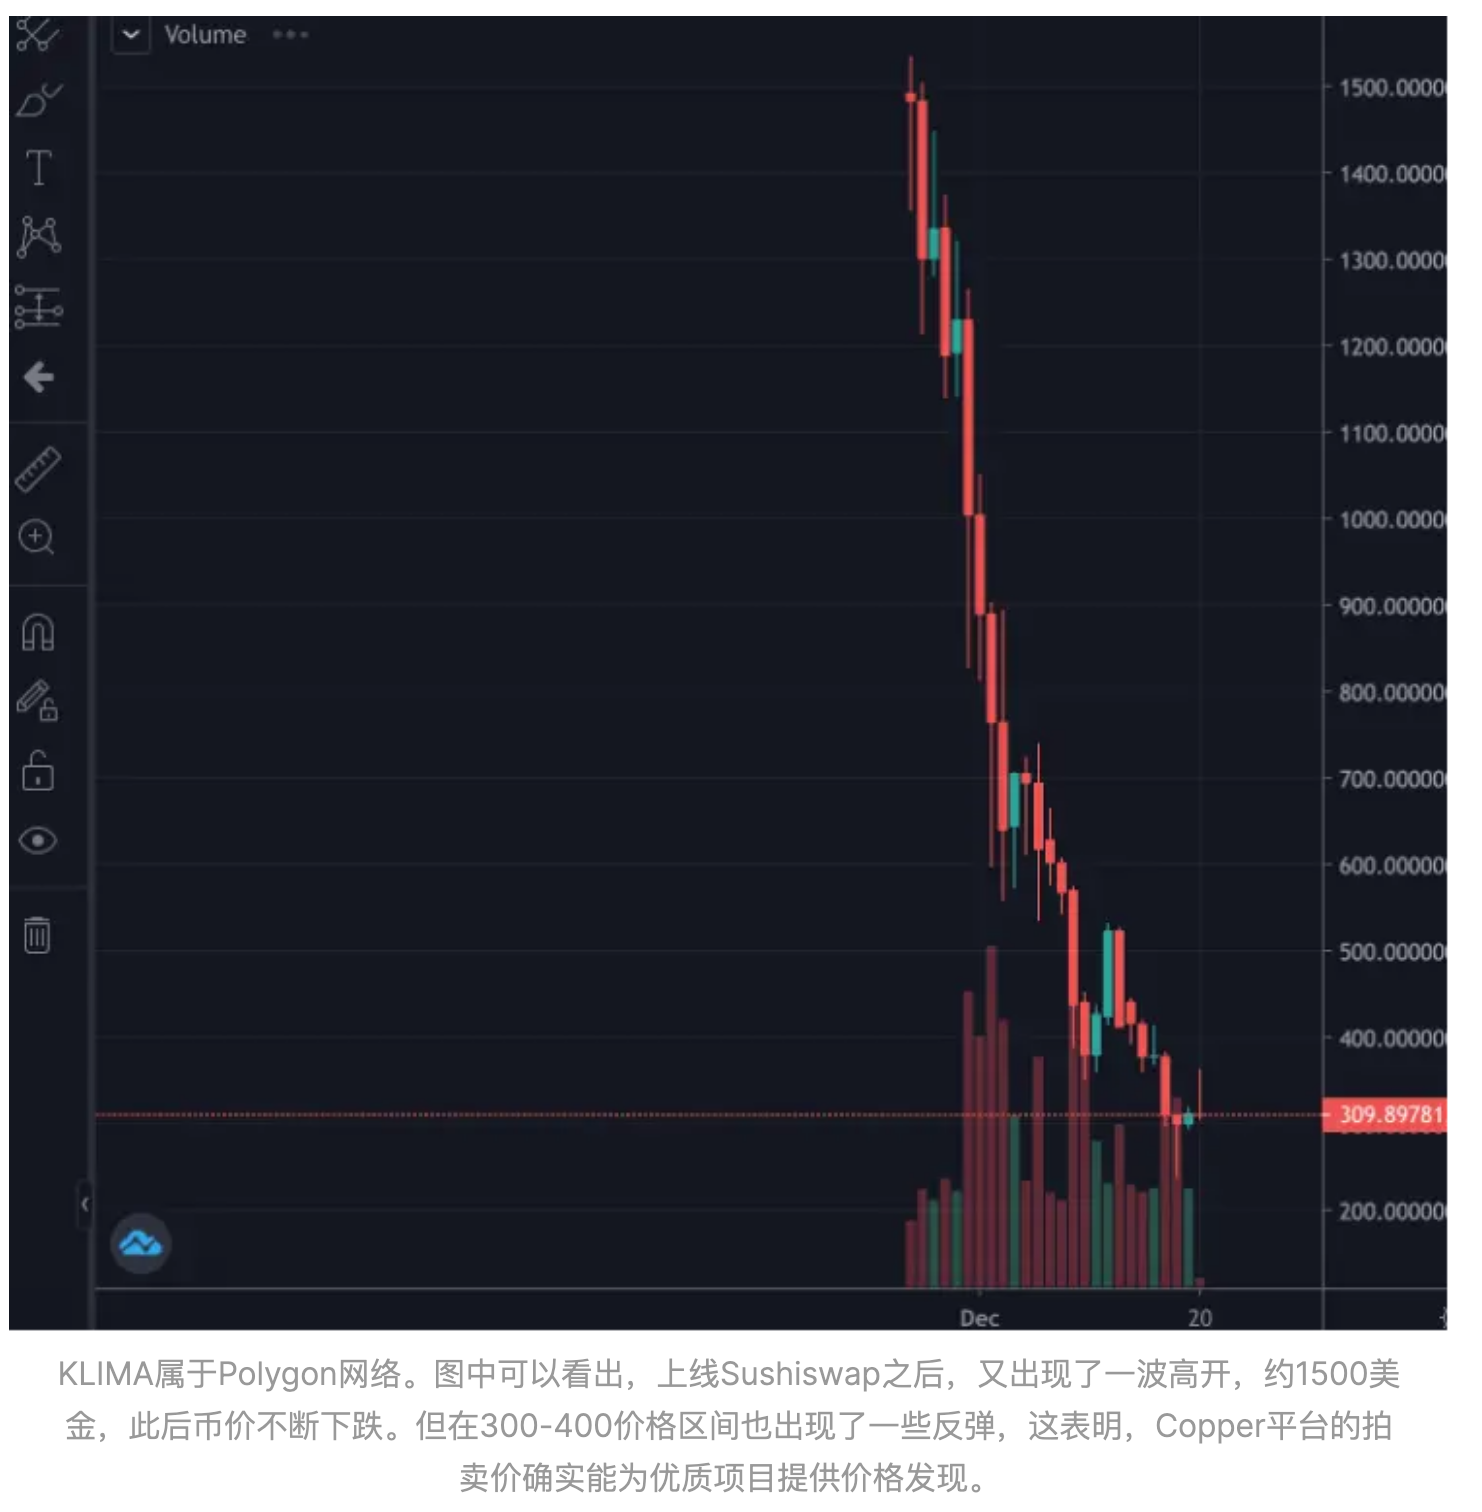 Volume
1500.0000
1400.0000
1300.0000
1200.0000
1100.0000
1000.0000
900.00000
800.00000
700.00000
600.00000
500.00000
400.00000
309.89781
200.00000
Dec 20
KLIMA属于Polygon网络。图中可以看出，上线Sushiswap之后，又出现了一波高开，约1500美
金，此后币价不断下跌。但在300-400价格区间也出现了一些反弹，这表明，Copper平台的拍
卖价确实能为优质项目提供价格发现。